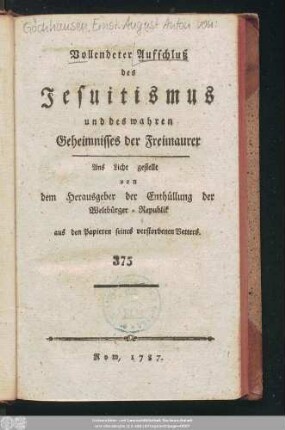 Göchhausen, Ernst August Anton von:
Vollendeter Aufschluß
des
Jesuitismus
und des wahren
Geheimnisses der Freimaurer
Ans Licht gestellt
von
dem Herausgeber der Enthüllung der
Weltbürger-Republik
aus den Papieren seines verstorbenen Vetters.
375
Rom, 1787.